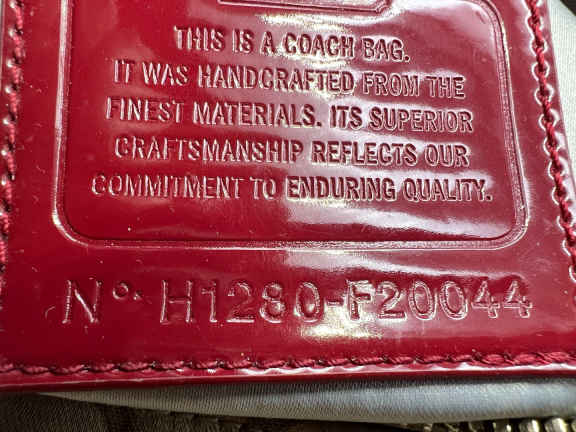 THIS IS A COACH BAG.
IT WAS HANDCRAFTED FROM THE
FINEST MATERIALS. ITS SUPERIOR
CRAFTSMANSHIP REFLECTS OUR
COMMITMENT TO ENDURING QUALITY.
Nº· H1280-F20044